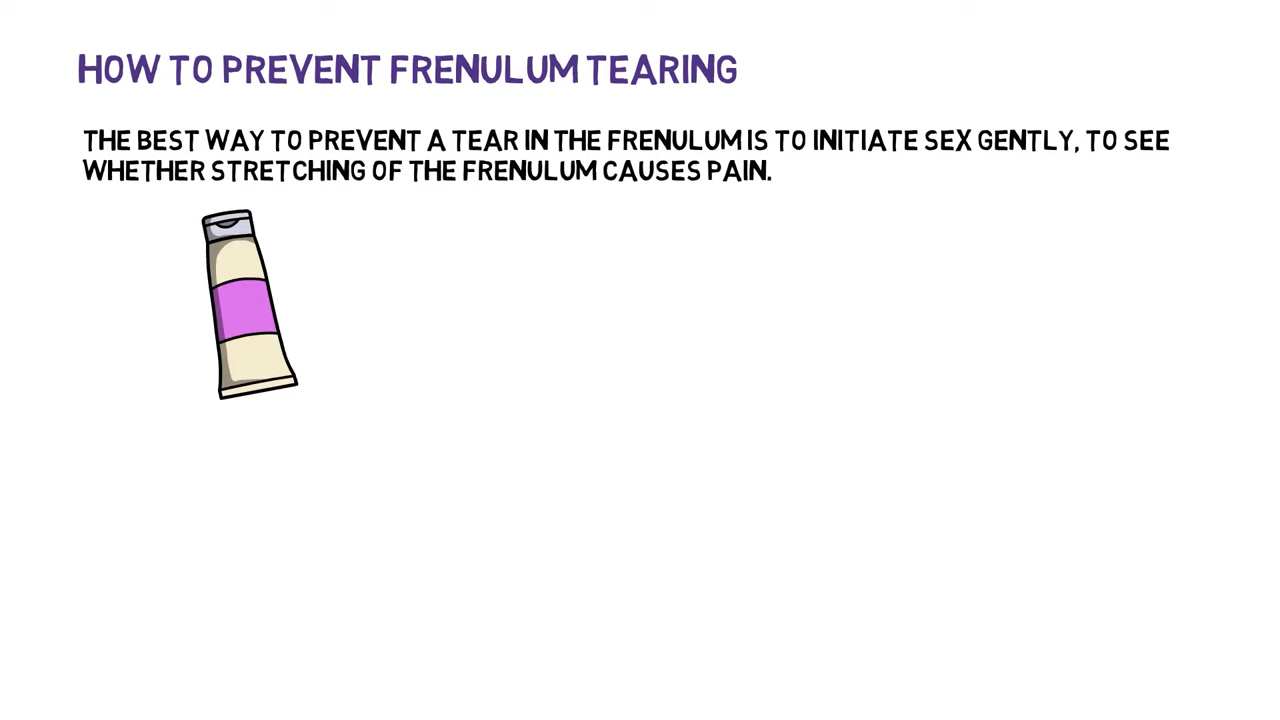 HOW TO PREVENT FRENULUM TEARING
THE BEST WAY TO PREVENT A TEAR IN THE FRENULUM IS TO INITIATE SEX GENTLY, TO SEE
WHETHER STRETCHING OF THE FRENULUM CAUSES PAIN.